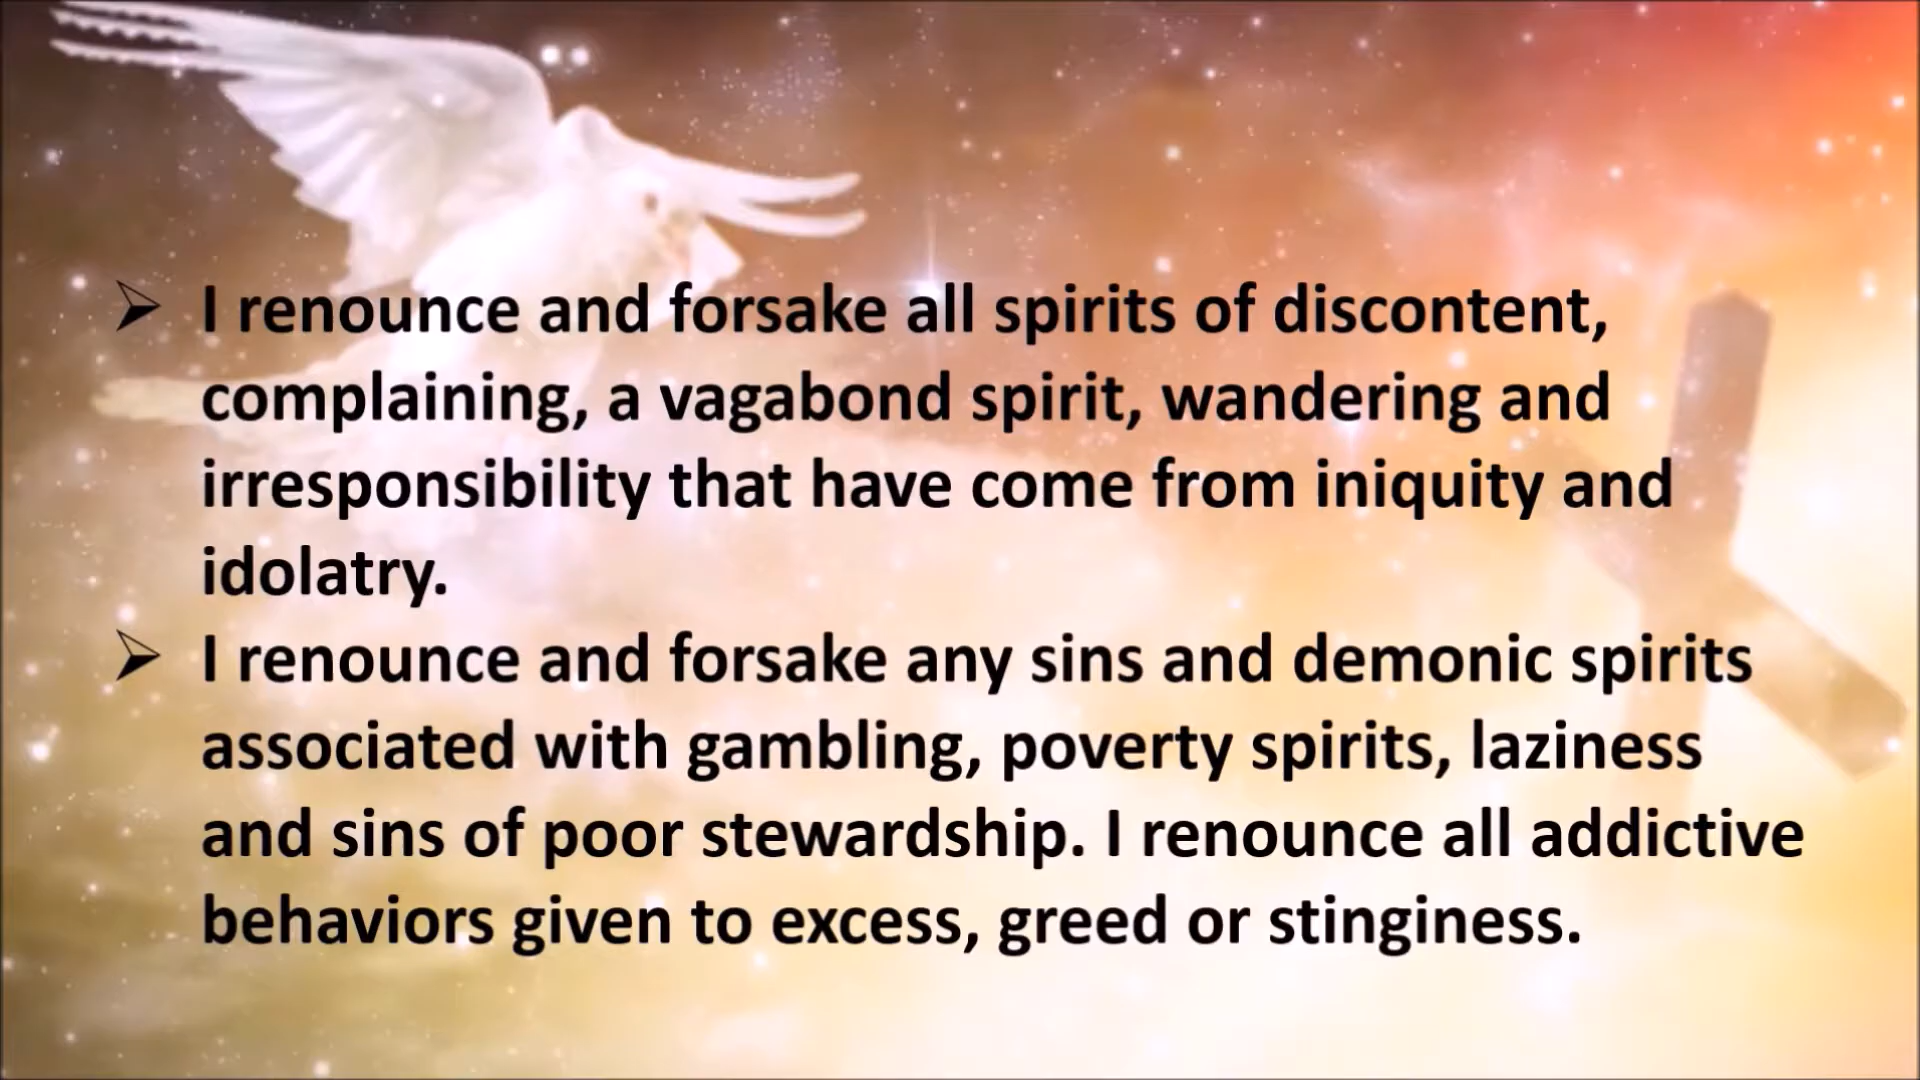 ➢ I renounce and forsake all spirits of discontent,
complaining, a vagabond spirit, wandering and
irresponsibility that have come from iniquity and
idolatry.
➢ I renounce and forsake any sins and demonic spirits
associated with gambling, poverty spirits, laziness
and sins of poor stewardship. I renounce all addictive
behaviors given to excess, greed or stinginess.